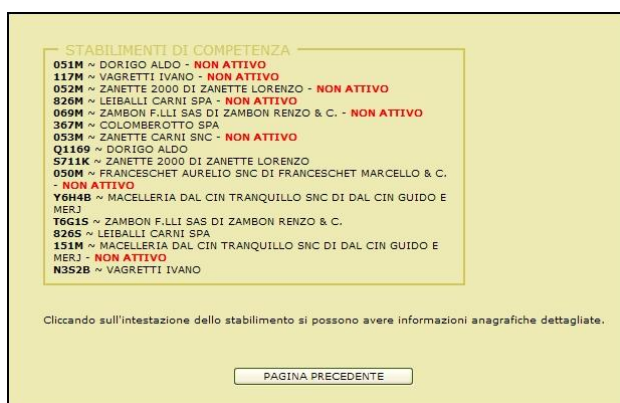 STABILIMENTI DI COMPETENZA
051M ~ DORIGO ALDO - NON ATTIVO
117M ~ VAGRETTI IVANO - NON ATTIVO
052M ~ ZANETTE 2000 DI ZANETTE LORENZO - NON ATTIVO
826M ~ LEIBALLI CARNI SPA - NON ATTIVO
069M ~ ZAMBON F.LLI SAS DI ZAMBON RENZO & C. - NON ATTIVO
367M ~ COLOMBEROTTO SPA
053M ~ ZANETTE CARNI SNC - NON ATTIVO
Q1169 ~ DORIGO ALDO
S711K ~ ZANETTE 2000 DI ZANETTE LORENZO
050M ~ FRANCESCHET AURELIO SNC DI FRANCESCHET MARCELLO & C.
- NON ATTIVO
Y6H4B ~ MACELLERIA DAL CIN TRANQUILLO SNC DI DAL CIN GUIDO E
MERJ
T6G1S ~ ZAMBON F.LLI SAS DI ZAMBON RENZO & C.
826S ~ LEIBALLI CARNI SPA
151M ~ MACELLERIA DAL CIN TRANQUILLO SNC DI DAL CIN GUIDO E
MERJ - NON ATTIVO
N3S2B ~ VAGRETTI IVANO
Cliccando sull'intestazione dello stabilimento si possono avere informazioni anagrafiche dettagliate.
PAGINA PRECEDENTE